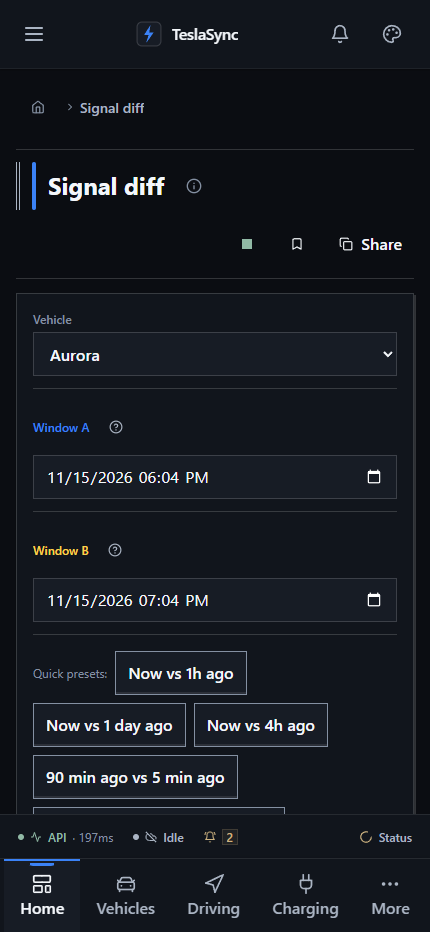 TeslaSync
Signal diff
Signal diff
Share
Vehicle
Aurora
Window A
11/15/2026 06:04 PM
Window B
11/15/2026 07:04 PM
Quick presets: Now vs 1h ago
Now vs 1 day ago Now vs 4h ago
90 min ago vs 5 min ago
API · 197ms Idle 2 Status
Home Vehicles Driving Charging More